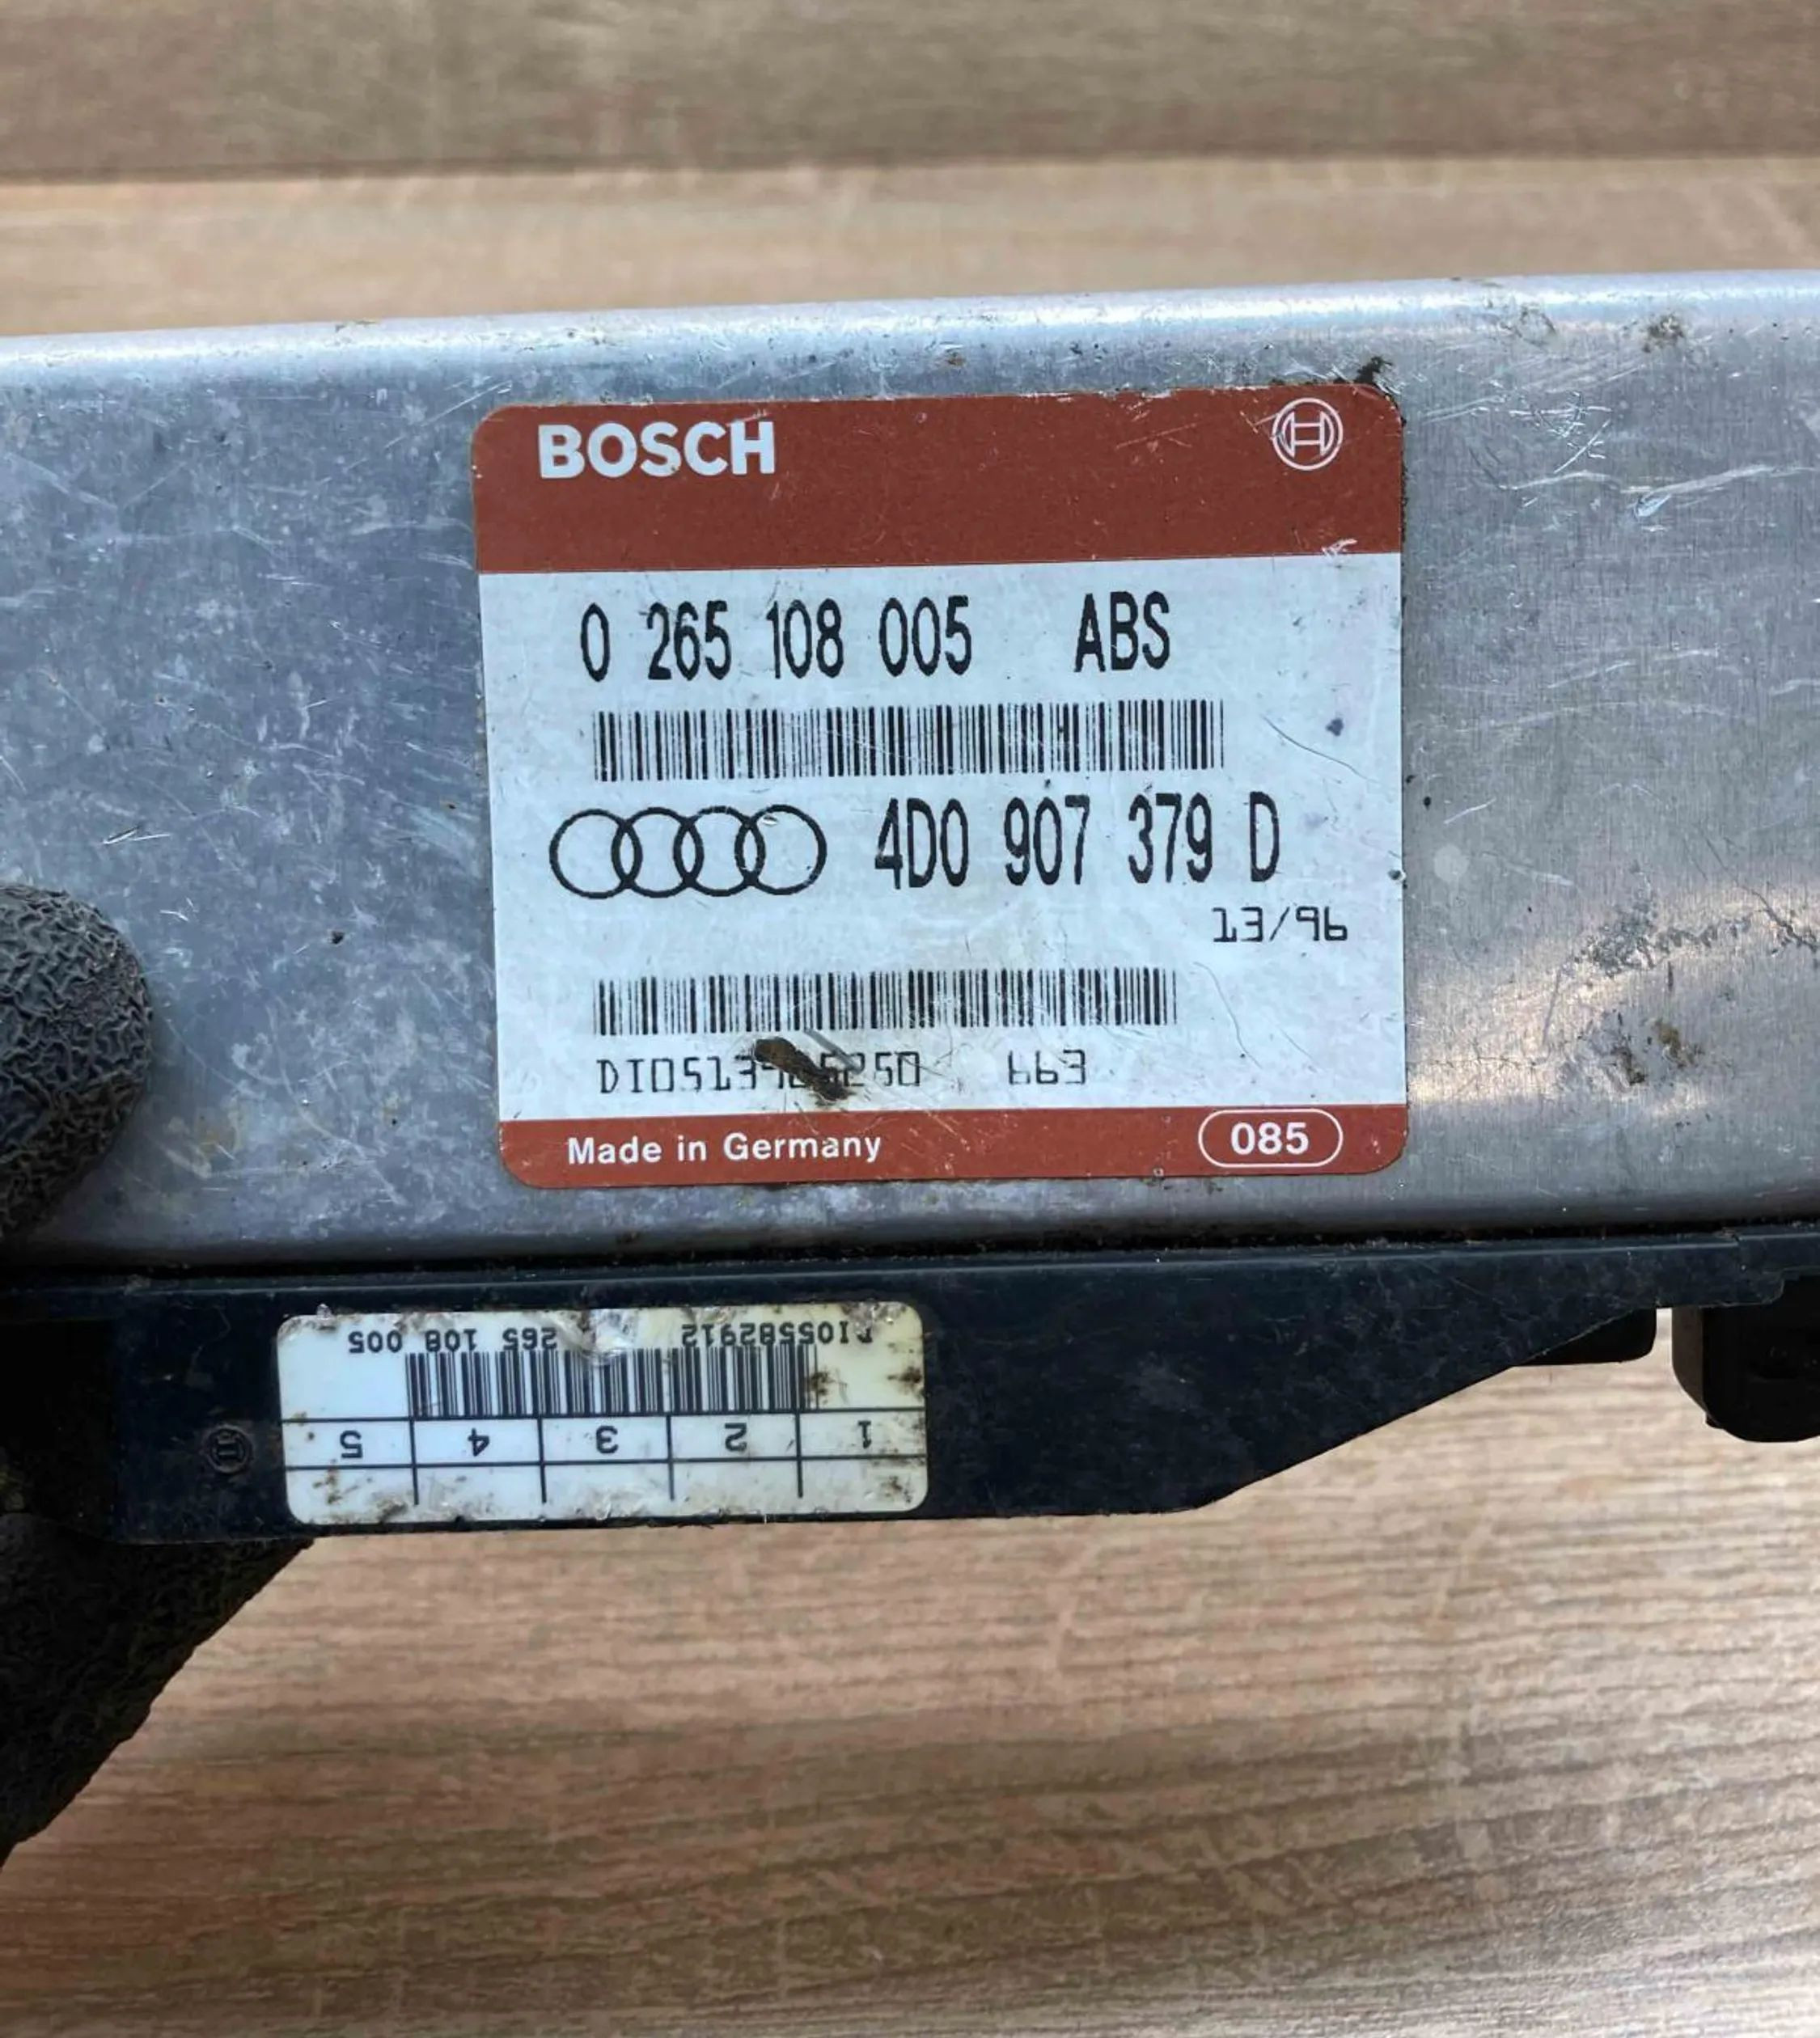 BOSCH
0 265 108 005 ABS
4D0 907 379 D
13/96
663
Made in Germany 085
265 108 005
1 2 3 4 5